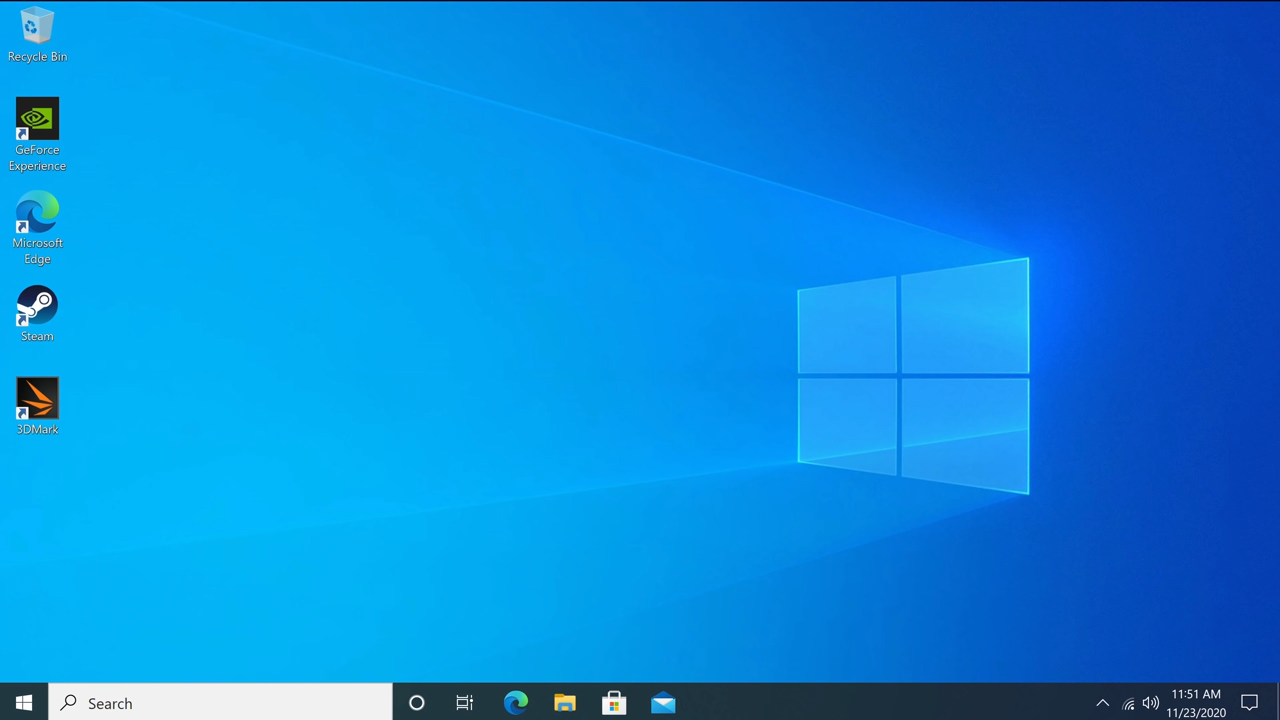 Recycle Bin
GeForce
Experience
Microsoft
Edge
Steam
3DMark
Search
11:51 AM
11/23/2020